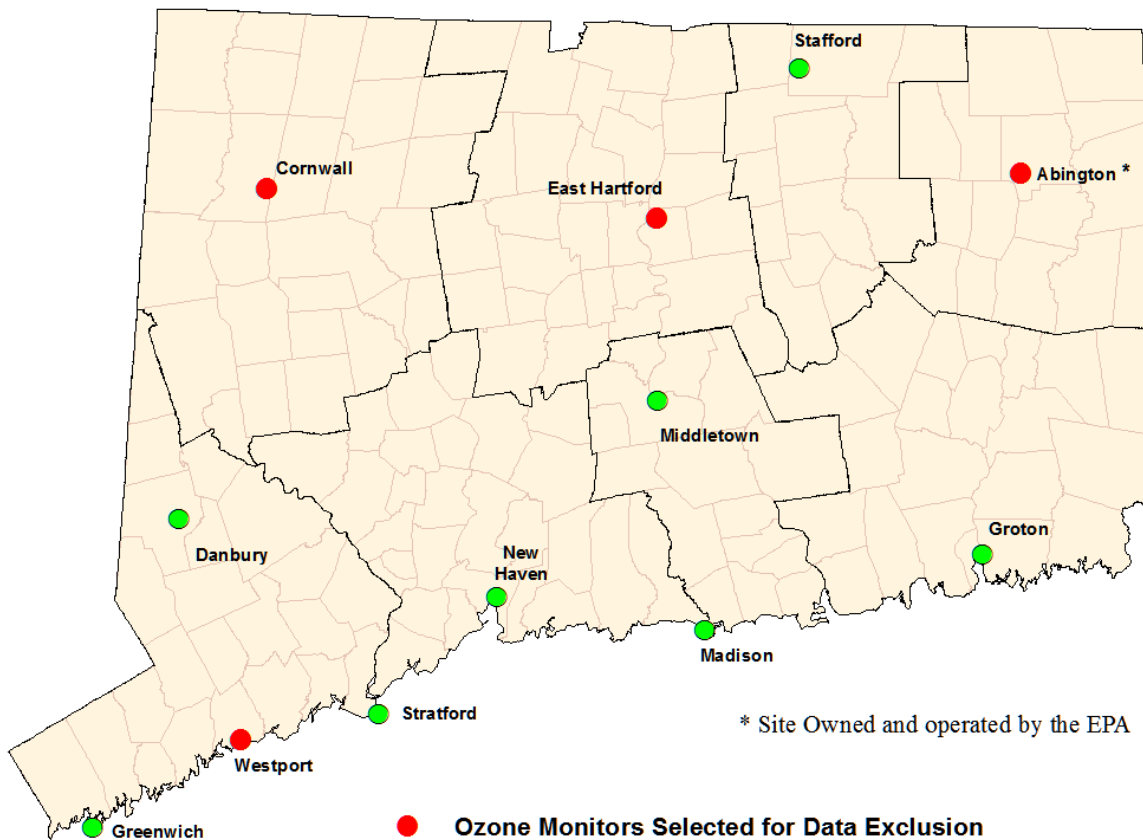 Stafford
Cornwall
Abington *
East Hartford
Middletown
Groton
Danbury
New
Haven
Madison
Stratford
* Site Owned and operated by the EPA
Westport
Greenwich
Ozone Monitors Selected for Data Exclusion